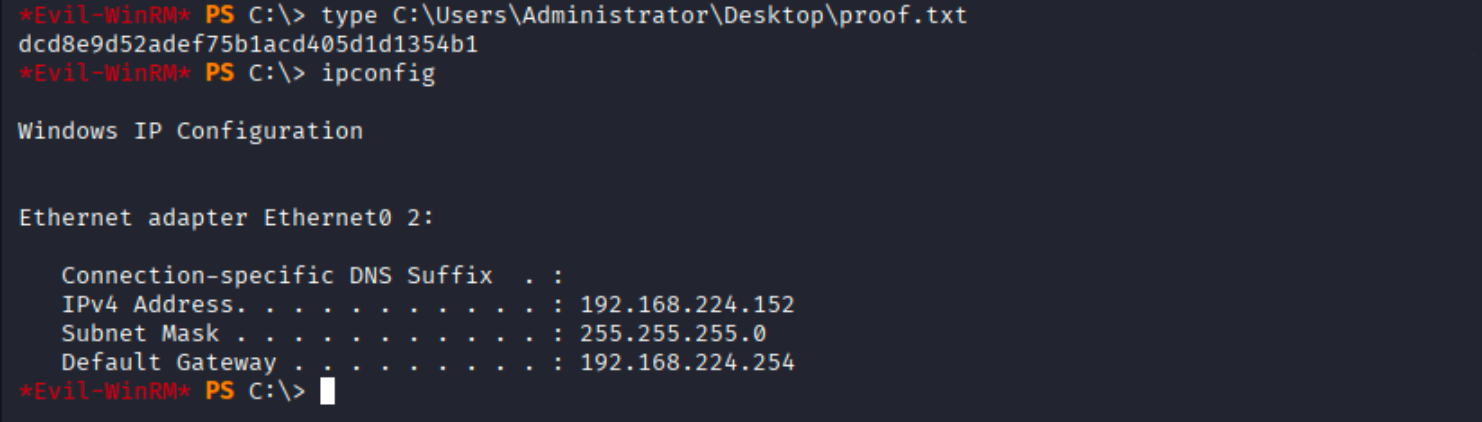 *Evil-WinRM* PS C:\> type C:\Users\Administrator\Desktop\proof.txt
dcd8e9d52adef75b1acd405d1d1354b1
*Evil-WinRM* PS C:\> ipconfig
Windows IP Configuration
Ethernet adapter Ethernet0 2:
   Connection-specific DNS Suffix  . :
   IPv4 Address. . . . . . . . . . . : 192.168.224.152
   Subnet Mask . . . . . . . . . . . : 255.255.255.0
   Default Gateway . . . . . . . . . : 192.168.224.254
*Evil-WinRM* PS C:\>